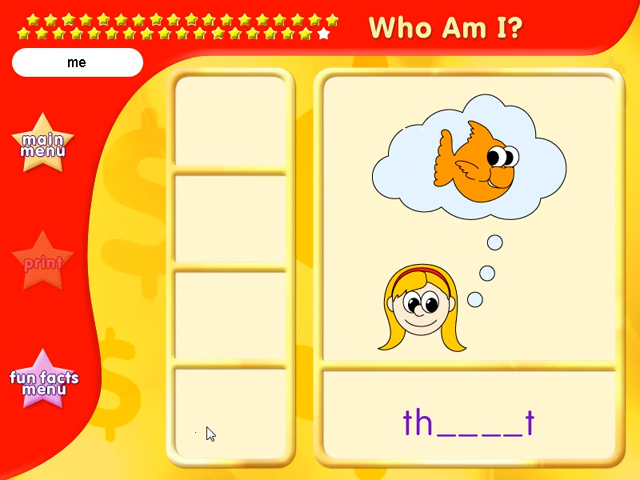 Who Am I?
me
main
menu
print
fun facts
menu
th____t